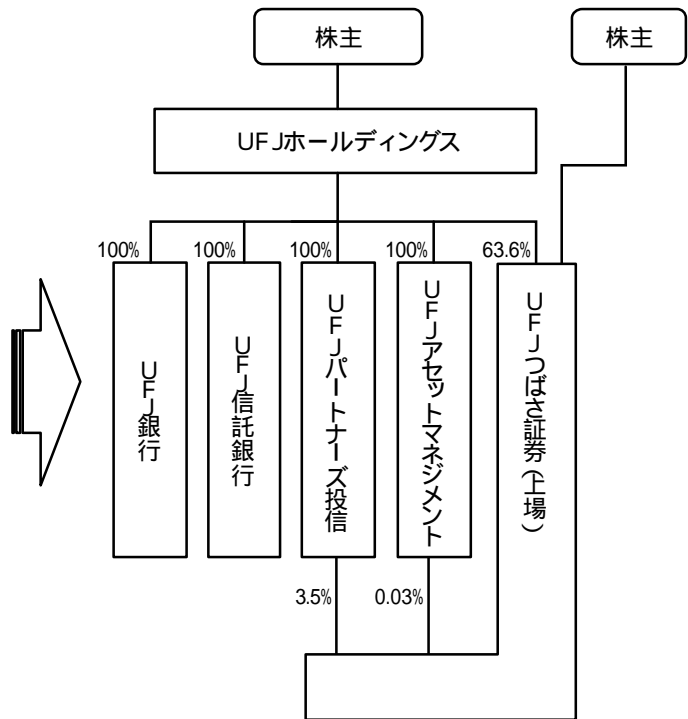 株主
株主
UFJホールディングス
100%
100%
100%
100%
63.6%
UFJ銀行
UFJ信託銀行
UFJパートナーズ投信
UFJアセットマネジメント
UFJつばさ証券(上場)
3.5%
0.03%